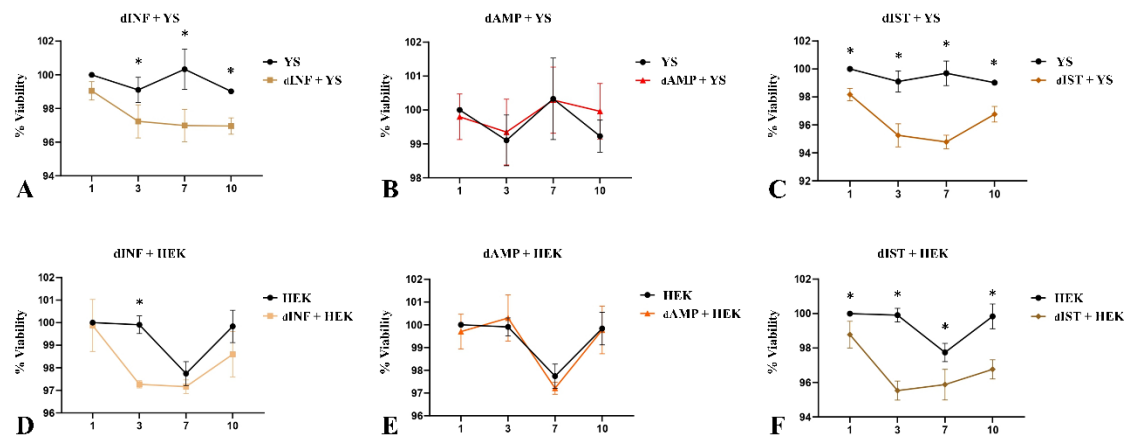 dINF + YS
% Viability
102
100
98
96
94
1
3
7
10
*
*
*
YS
dINF + YS
A
dAMP + YS
% Viability
102
101
100
99
98
1
3
7
10
YS
dAMP + YS
B
dIST + YS
% Viability
102
100
98
96
94
92
1
3
7
10
*
*
*
*
YS
dIST + YS
C
dINF + HEK
% Viability
102
101
100
99
98
97
96
1
3
7
10
*
HEK
dINF + HEK
D
dAMP + HEK
% Viability
102
101
100
99
98
97
96
1
3
7
10
HEK
dAMP + HEK
E
dIST + HEK
% Viability
102
100
98
96
94
1
3
7
10
*
*
*
*
HEK
dIST + HEK
F